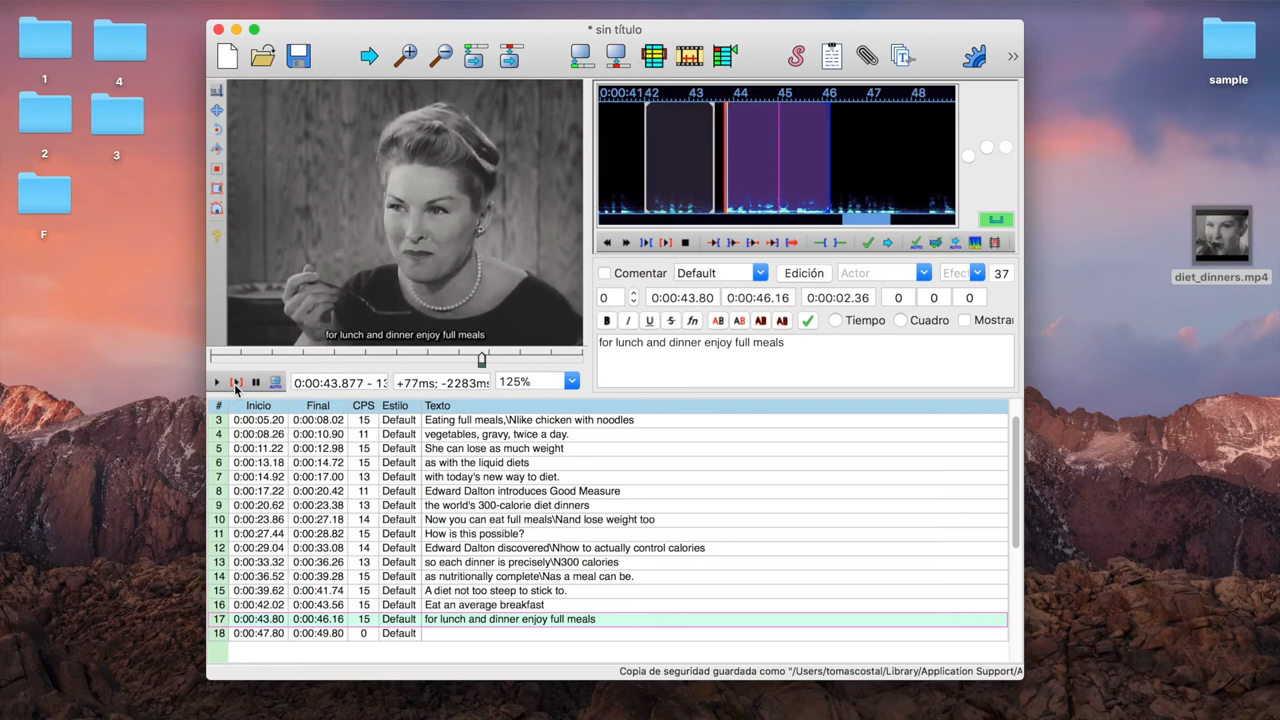 * sin título
1
4
2
3
F
sample
diet_dinners.mp4
for lunch and dinner enjoy full meals
0:00:41 42 43 44 45 46 47 48
Comentar Default Edición Actor Efect 37
0 0:00:43.80 0:00:46.16 0:00:02.36 0 0 0
B I U S fn AB AB AB AB Tiempo Cuadro Mostrar
for lunch and dinner enjoy full meals
AUTO 0:00:43.877 - 13 +77ms; -2283ms 125%
# Inicio Final CPS Estilo Texto
3 0:00:05.20 0:00:08.02 15 Default Eating full meals,\Nlike chicken with noodles
4 0:00:08.26 0:00:10.90 11 Default vegetables, gravy, twice a day.
5 0:00:11.22 0:00:12.98 15 Default She can lose as much weight
6 0:00:13.18 0:00:14.72 15 Default as with the liquid diets
7 0:00:14.92 0:00:17.00 13 Default with today's new way to diet.
8 0:00:17.22 0:00:20.42 11 Default Edward Dalton introduces Good Measure
9 0:00:20.62 0:00:23.38 13 Default the world's 300-calorie diet dinners
10 0:00:23.86 0:00:27.18 14 Default Now you can eat full meals\Nand lose weight too
11 0:00:27.44 0:00:28.82 15 Default How is this possible?
12 0:00:29.04 0:00:33.08 14 Default Edward Dalton discovered\Nhow to actually control calories
13 0:00:33.32 0:00:36.26 13 Default so each dinner is precisely\N300 calories
14 0:00:36.52 0:00:39.28 15 Default as nutritionally complete\Nas a meal can be.
15 0:00:39.62 0:00:41.74 15 Default A diet not too steep to stick to.
16 0:00:42.02 0:00:43.56 15 Default Eat an average breakfast
17 0:00:43.80 0:00:46.16 15 Default for lunch and dinner enjoy full meals
18 0:00:47.80 0:00:49.80 0 Default
Copia de seguridad guardada como "/Users/tomascostal/Library/Application Support/A